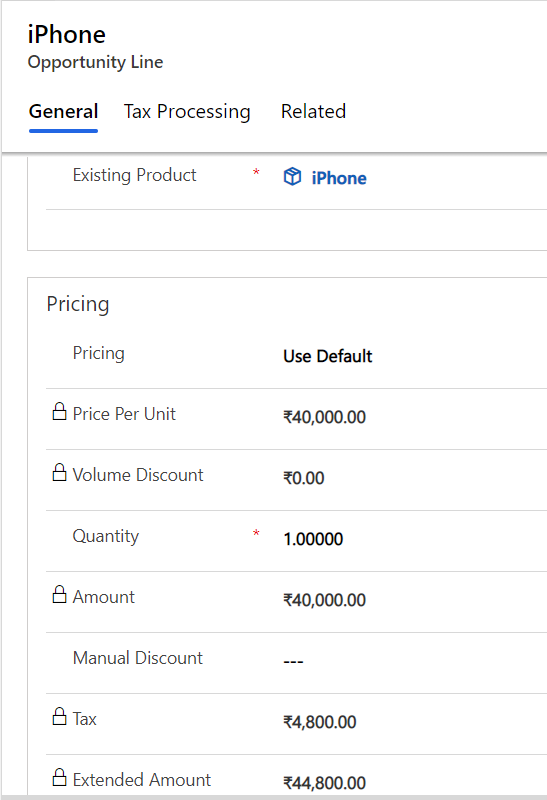 iPhone
Opportunity Line
General Tax Processing Related
Existing Product * iPhone
Pricing
Pricing Use Default
Price Per Unit ₹40,000.00
Volume Discount ₹0.00
Quantity * 1.00000
Amount ₹40,000.00
Manual Discount ---
Tax ₹4,800.00
Extended Amount ₹44,800.00